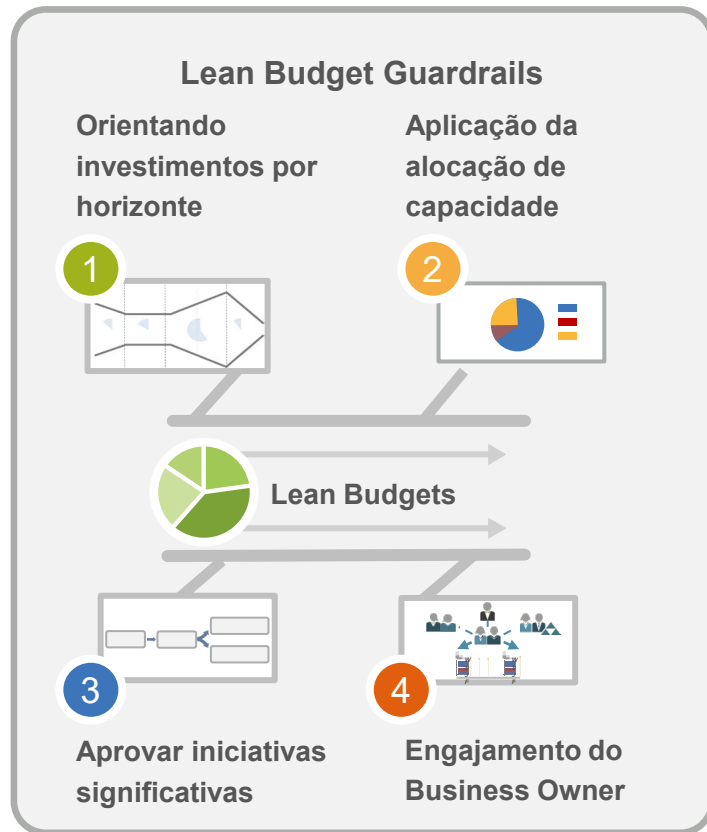 Lean Budget Guardrails
Orientando
investimentos por
horizonte
Aplicação da
alocação de
capacidade
1
2
Lean Budgets
3
4
Aprovar iniciativas
significativas
Engajamento do
Business Owner